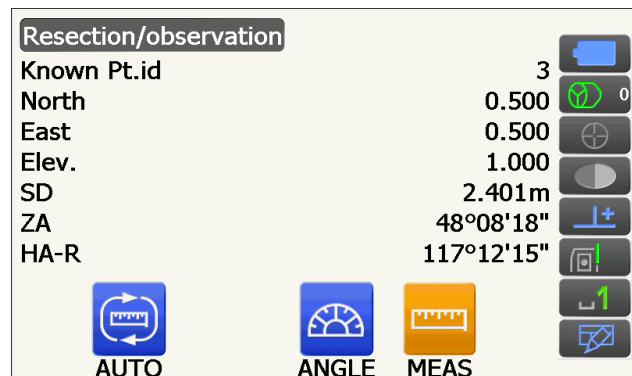 Resection/observation
Known Pt.id 3
North 0.500
East 0.500
Elev. 1.000
SD 2.401m
ZA 48°08'18"
HA-R 117°12'15"
0
1
AUTO ANGLE MEAS